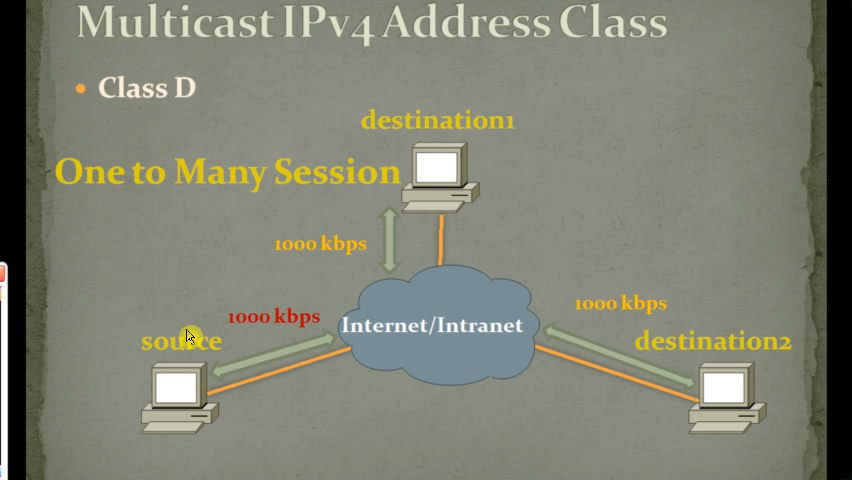 Multicast IPv4 Address Class
• Class D
destination1
One to Many Session
1000 kbps
1000 kbps
1000 kbps
Internet/Intranet
source
destination2